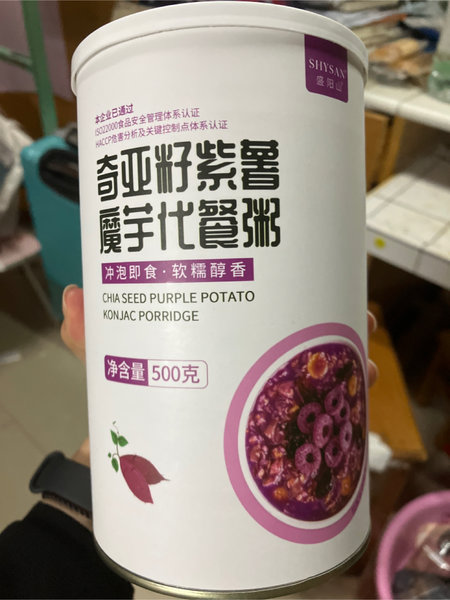 SHYSAN
盛阳山
本企业已通过
ISO22000食品安全管理体系认证
HACCP危害分析及关键控制点体系认证
奇亚籽紫薯
魔芋代餐粥
冲泡即食·软糯醇香
CHIA SEED PURPLE POTATO
KONJAC PORRIDGE
净含量 500克